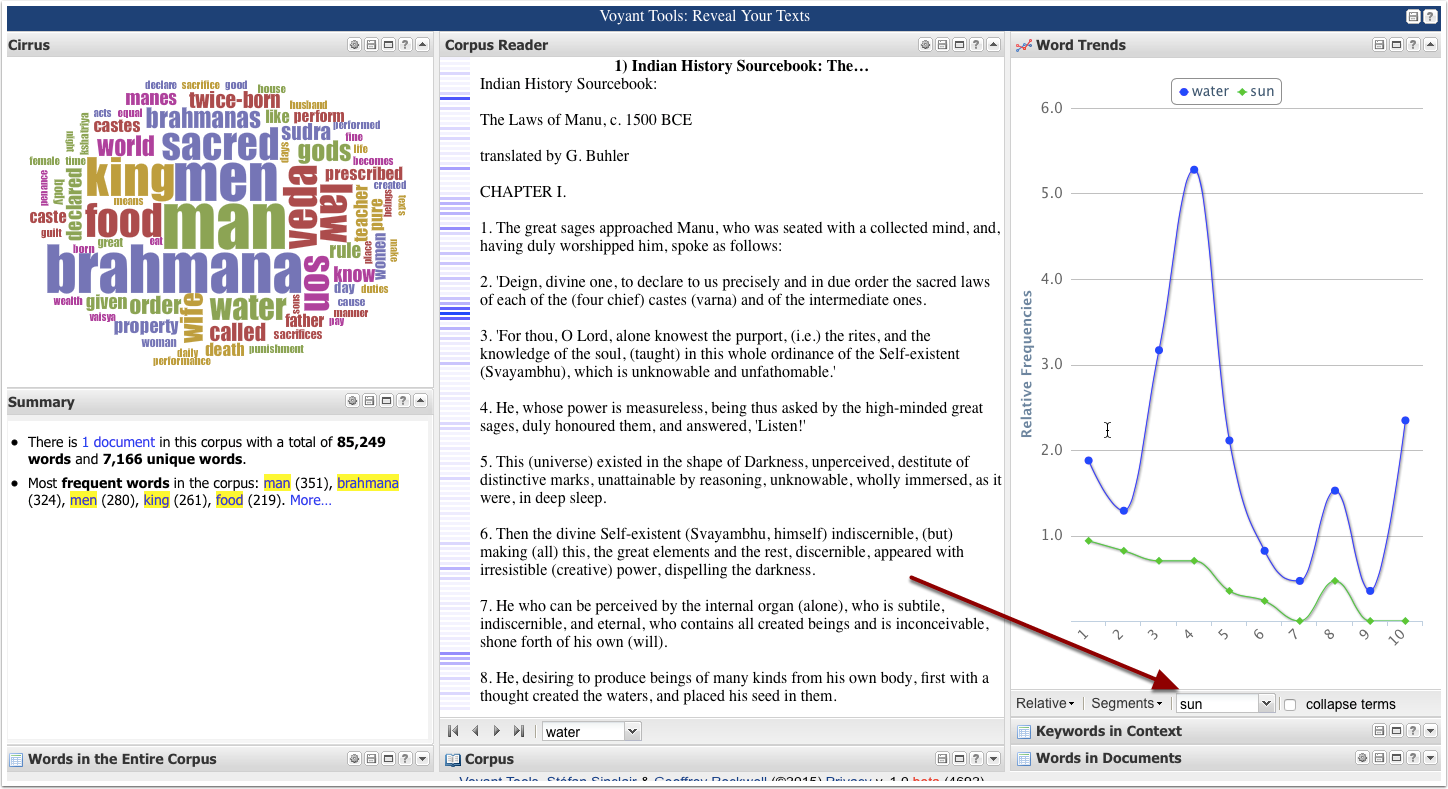 Voyant Tools: Reveal Your Texts
Cirrus
declare sacrifice good house
manes twice-born husband
acts equal brahmanas like perform
castes sudra performed
night kshatriya world sacred days gods fine life
female time king men becomes
penance body declared means veda law prescribed
created
caste food man teacher pure beings texts
guilt great eat rule place women make
born brahmana son know
wealth given order wife water sons day duties
vaisya property called father cause
manner
woman sacrifices pay
daily death punishment
performance
Summary
There is 1 document in this corpus with a total of 85,249
words and 7,166 unique words.
Most frequent words in the corpus: man (351), brahmana
(324), men (280), king (261), food (219). More...
Words in the Entire Corpus
Corpus Reader
1) Indian History Sourcebook: The…
Indian History Sourcebook:
The Laws of Manu, c. 1500 BCE
translated by G. Buhler
CHAPTER I.
1. The great sages approached Manu, who was seated with a collected mind, and,
having duly worshipped him, spoke as follows:
2. 'Deign, divine one, to declare to us precisely and in due order the sacred laws
of each of the (four chief) castes (varna) and of the intermediate ones.
3. 'For thou, O Lord, alone knowest the purport, (i.e.) the rites, and the
knowledge of the soul, (taught) in this whole ordinance of the Self-existent
(Svayambhu), which is unknowable and unfathomable.'
4. He, whose power is measureless, being thus asked by the high-minded great
sages, duly honoured them, and answered, 'Listen!'
5. This (universe) existed in the shape of Darkness, unperceived, destitute of
distinctive marks, unattainable by reasoning, unknowable, wholly immersed, as it
were, in deep sleep.
6. Then the divine Self-existent (Svayambhu, himself) indiscernible, (but)
making (all) this, the great elements and the rest, discernible, appeared with
irresistible (creative) power, dispelling the darkness.
7. He who can be perceived by the internal organ (alone), who is subtile,
indiscernible, and eternal, who contains all created beings and is inconceivable,
shone forth of his own (will).
8. He, desiring to produce beings of many kinds from his own body, first with a
thought created the waters, and placed his seed in them.
water
Corpus
Voyant Tools, Stéfan Sinclair & Geoffrey Rockwell (©2015) Privacy v. 1.0 beta (4693)
Word Trends
water sun
6.0
5.0
4.0
3.0
2.0
1.0
Relative Frequencies
1 2 3 4 5 6 7 8 9 10
Relative Segments sun collapse terms
Keywords in Context
Words in Documents